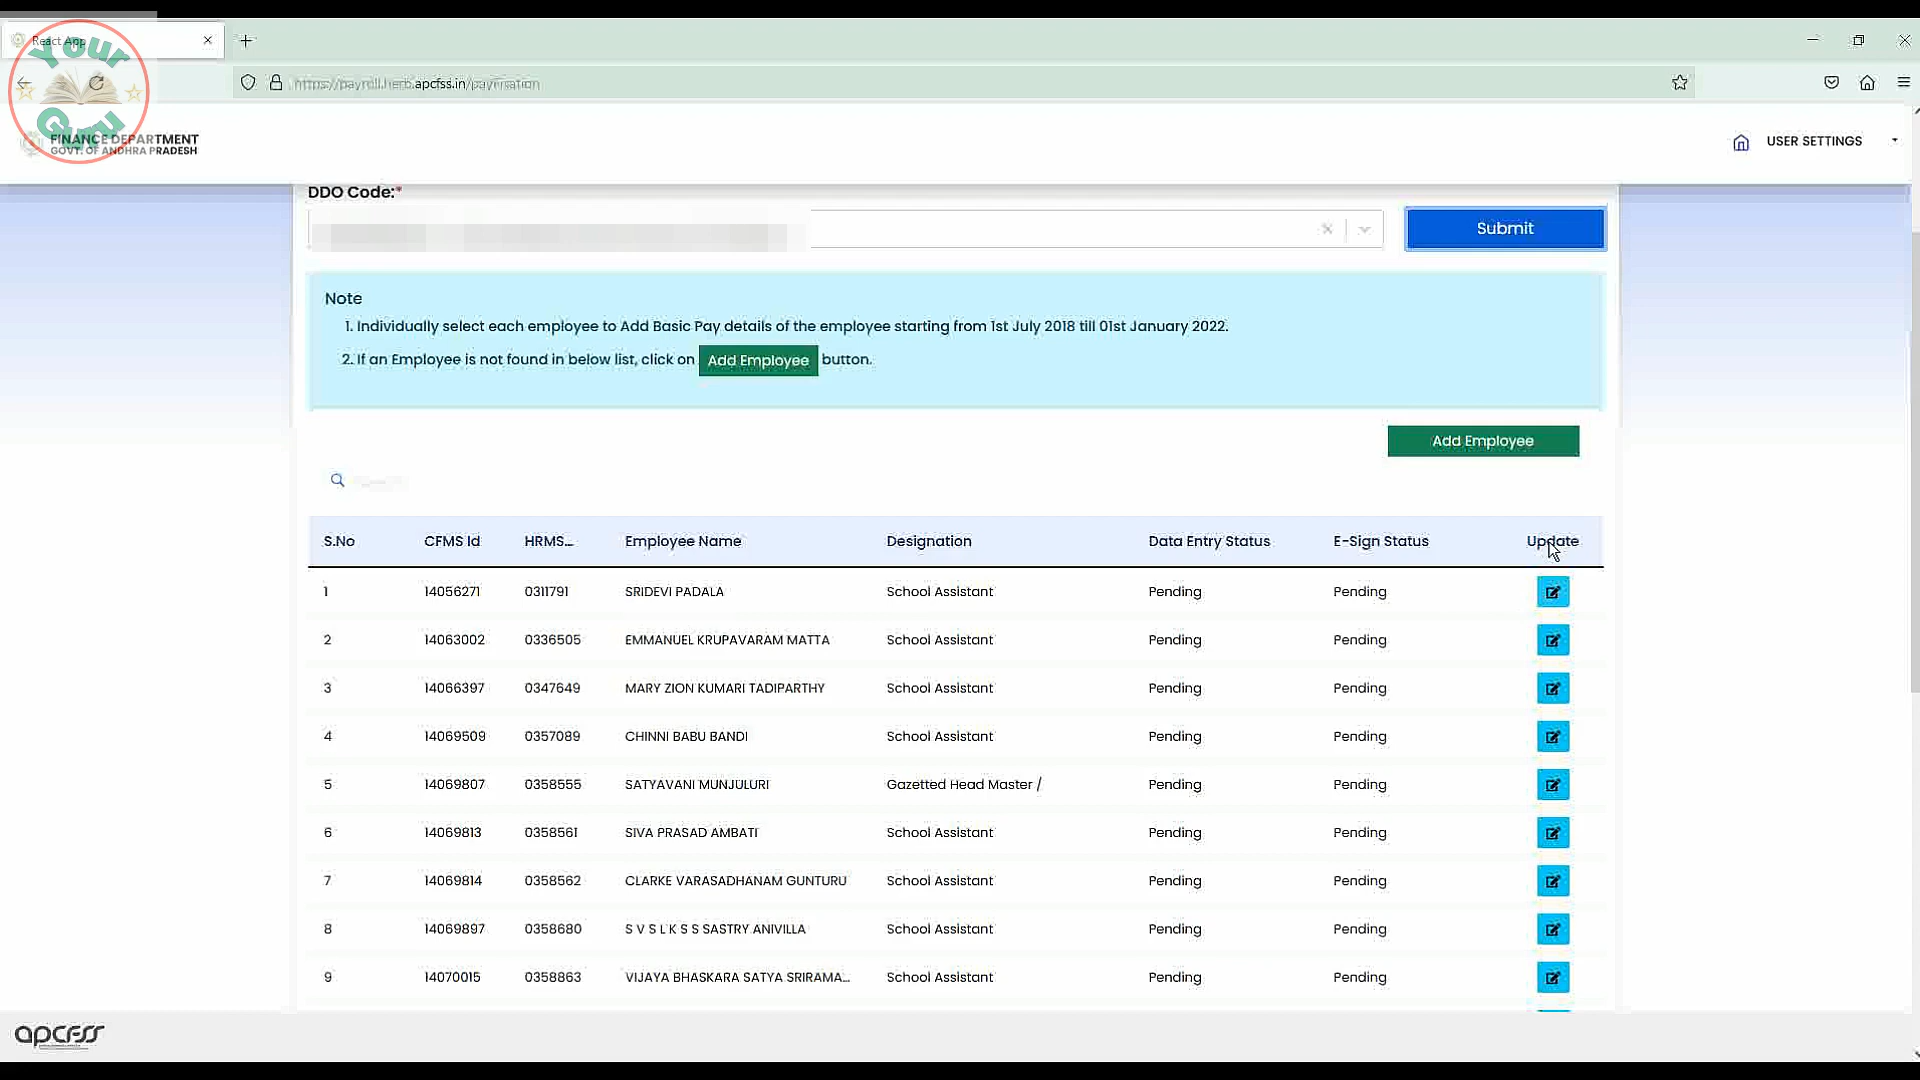 React App
Your
Guru
https://payroll.herb.apcfss.in/payfixation
FINANCE DEPARTMENT
GOVT. OF ANDHRA PRADESH
USER SETTINGS
DDO Code:*
Submit
Note
1. Individually select each employee to Add Basic Pay details of the employee starting from 1st July 2018 till 01st January 2022.
2. If an Employee is not found in below list, click on Add Employee button.
Add Employee
S.No CFMS Id HRMS... Employee Name Designation Data Entry Status E-Sign Status Update
1 14056271 0311791 SRIDEVI PADALA School Assistant Pending Pending
2 14063002 0336505 EMMANUEL KRUPAVARAM MATTA School Assistant Pending Pending
3 14066397 0347649 MARY ZION KUMARI TADIPARTHY School Assistant Pending Pending
4 14069509 0357089 CHINNI BABU BANDI School Assistant Pending Pending
5 14069807 0358555 SATYAVANI MUNJULURI Gazetted Head Master / Pending Pending
6 14069813 0358561 SIVA PRASAD AMBATI School Assistant Pending Pending
7 14069814 0358562 CLARKE VARASADHANAM GUNTURU School Assistant Pending Pending
8 14069897 0358680 S V S L K S S SASTRY ANIVILLA School Assistant Pending Pending
9 14070015 0358863 VIJAYA BHASKARA SATYA SRIRAMA... School Assistant Pending Pending
apcfss